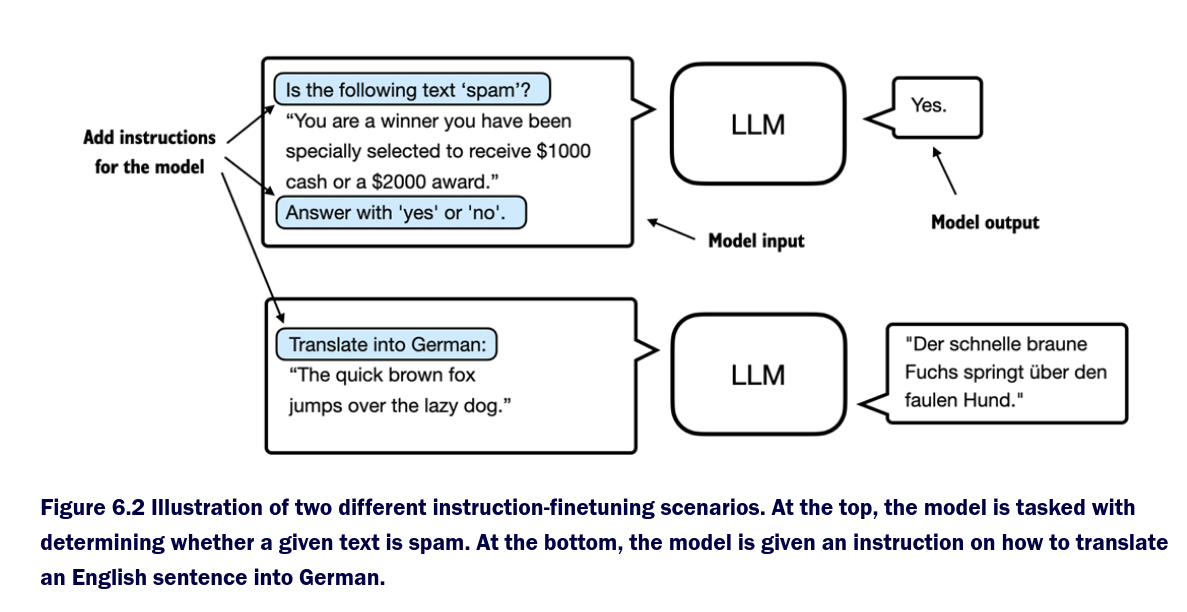 Is the following text ‘spam’?
“You are a winner you have been
specially selected to receive $1000
cash or a $2000 award.”
Answer with 'yes' or 'no'.
Add instructions
for the model
LLM
Yes.
Model input
Model output
Translate into German:
“The quick brown fox
jumps over the lazy dog.”
LLM
"Der schnelle braune
Fuchs springt über den
faulen Hund."
Figure 6.2 Illustration of two different instruction-finetuning scenarios. At the top, the model is tasked with
determining whether a given text is spam. At the bottom, the model is given an instruction on how to translate
an English sentence into German.